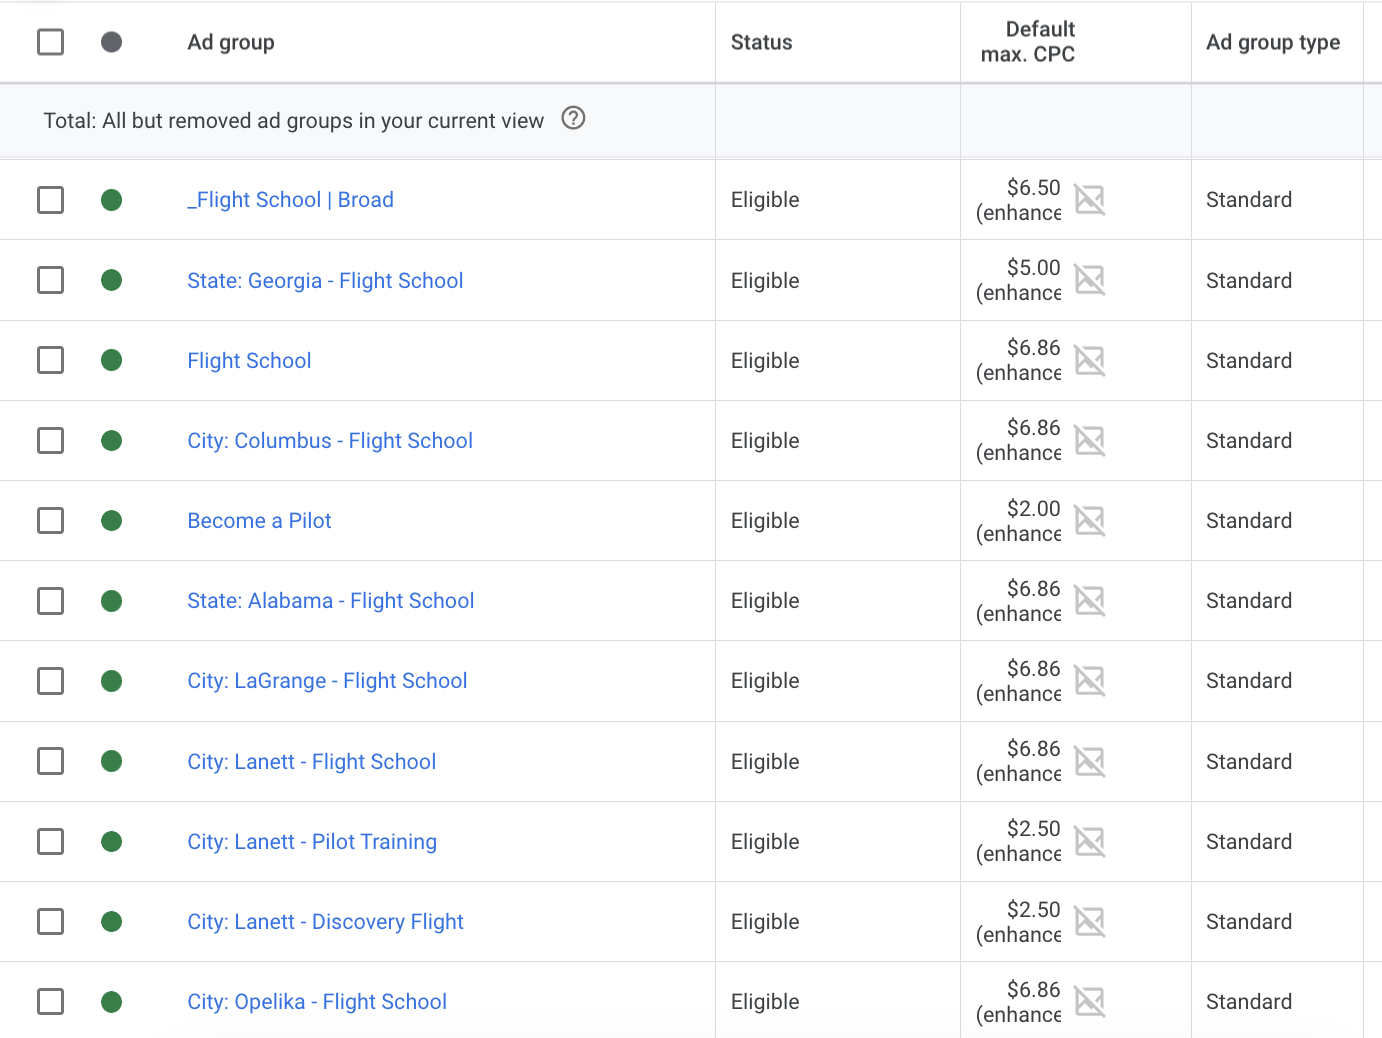 Ad group
Status
Default
max. CPC
Ad group type
Total: All but removed ad groups in your current view
_Flight School | Broad
Eligible
$6.50
(enhance
Standard
State: Georgia - Flight School
Eligible
$5.00
(enhance
Standard
Flight School
Eligible
$6.86
(enhance
Standard
City: Columbus - Flight School
Eligible
$6.86
(enhance
Standard
Become a Pilot
Eligible
$2.00
(enhance
Standard
State: Alabama - Flight School
Eligible
$6.86
(enhance
Standard
City: LaGrange - Flight School
Eligible
$6.86
(enhance
Standard
City: Lanett - Flight School
Eligible
$6.86
(enhance
Standard
City: Lanett - Pilot Training
Eligible
$2.50
(enhance
Standard
City: Lanett - Discovery Flight
Eligible
$2.50
(enhance
Standard
City: Opelika - Flight School
Eligible
$6.86
(enhance
Standard